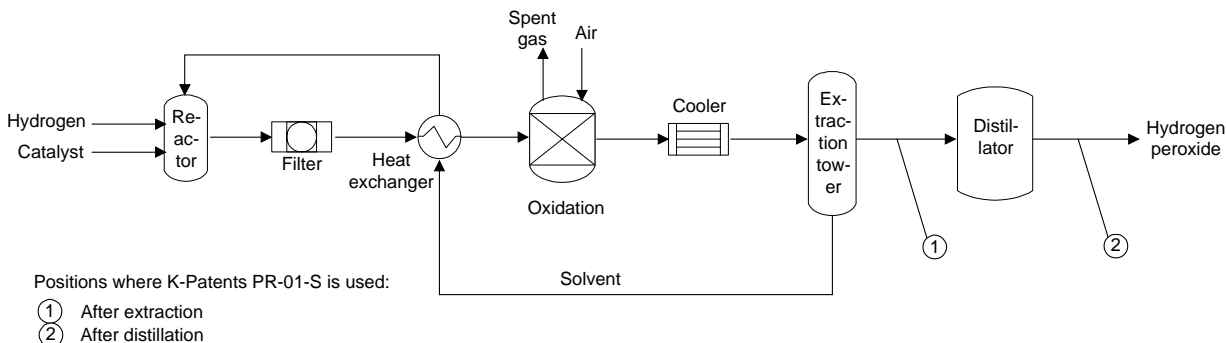 Spent
gas
Air
Hydrogen
Catalyst
Re-
ac-
tor
Filter
Heat
exchanger
Oxidation
Cooler
Ex-
trac-
tion
tow-
er
Distil-
lator
Hydrogen
peroxide
1
2
Solvent
Positions where K-Patents PR-01-S is used:
1 After extraction
2 After distillation